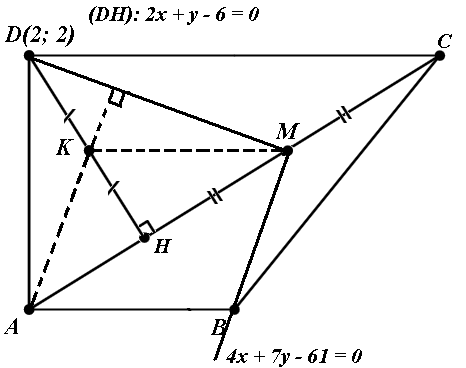 (DH): 2x + y - 6 = 0
D(2; 2)
C
K
M
H
A
B
4x + 7y - 61 = 0